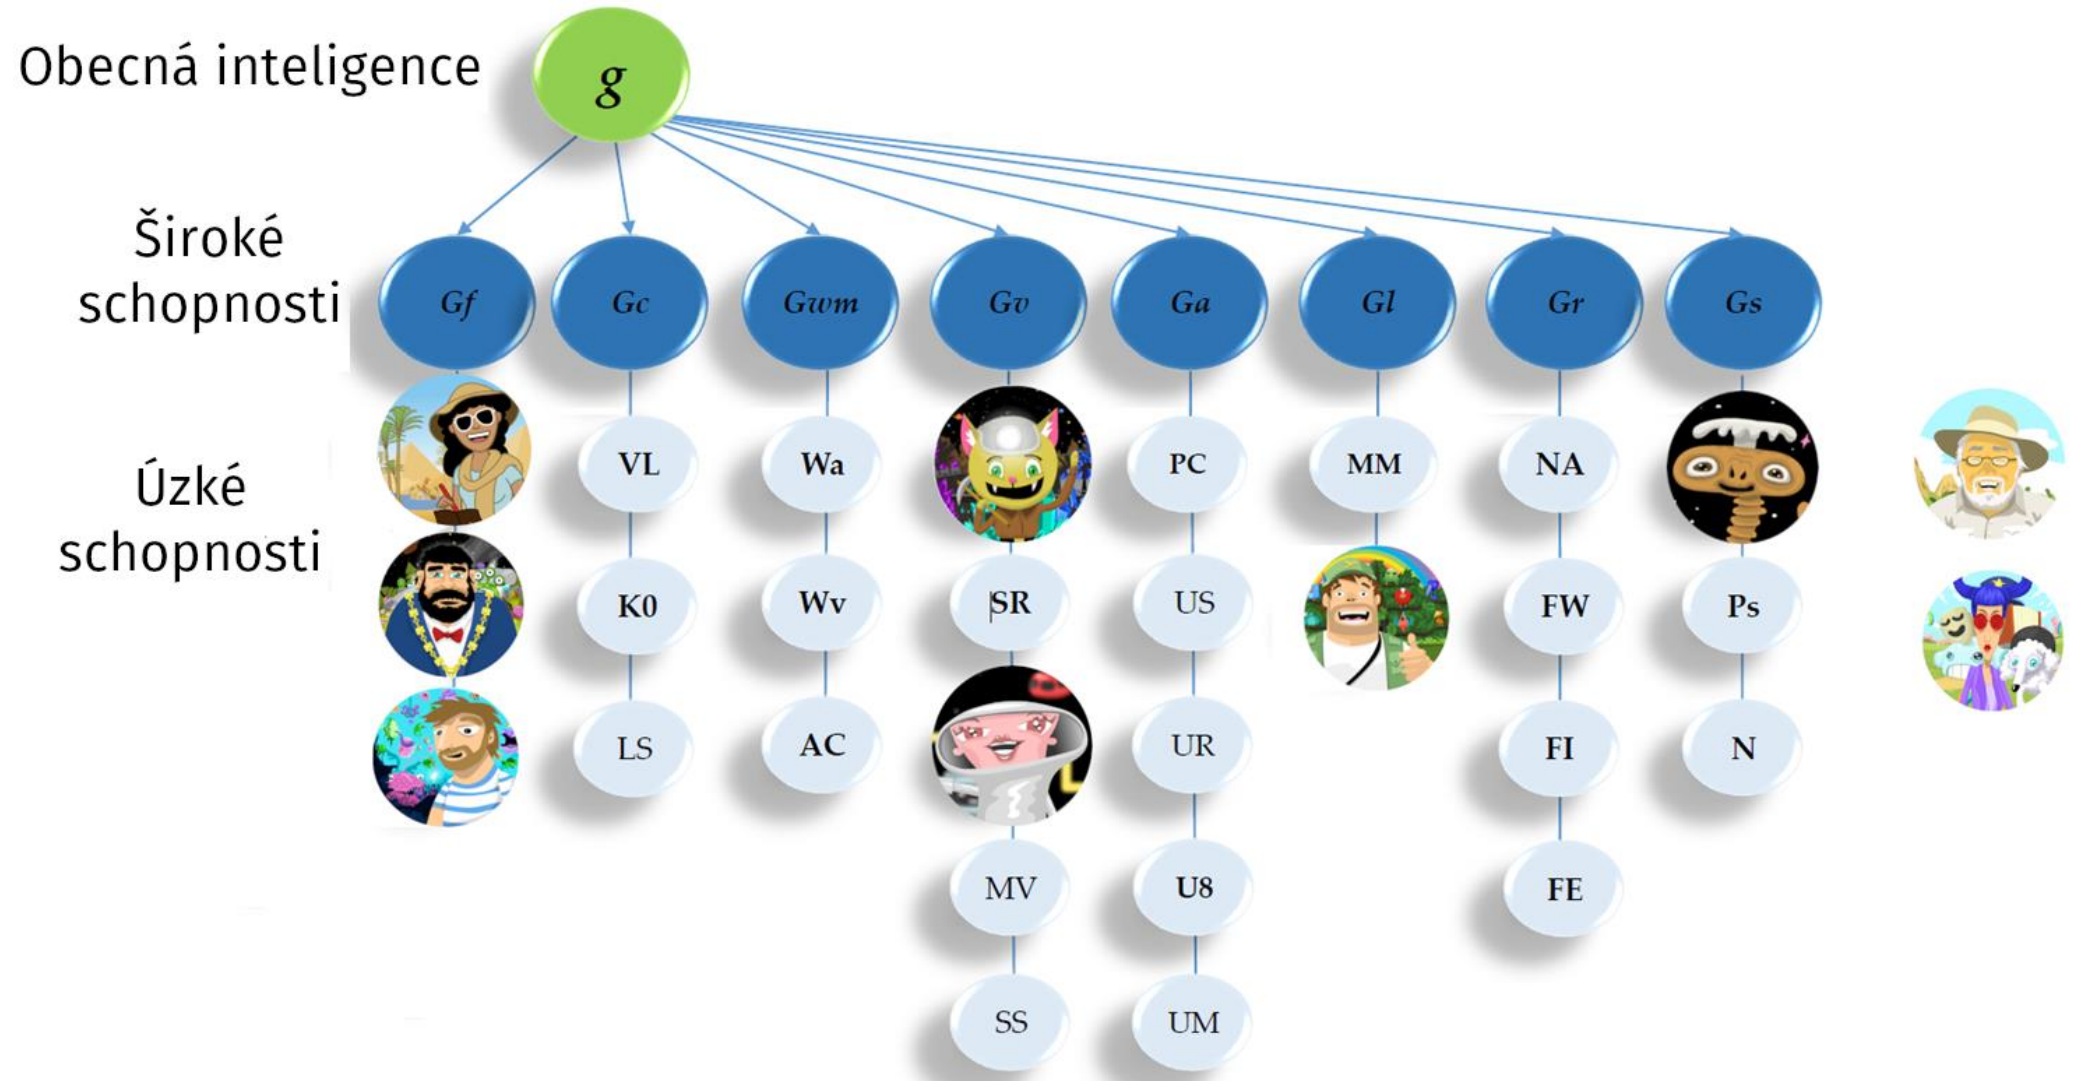 Obecná inteligence
g
Široké
schopnosti
Gf Gc Gwm Gv Ga Gl Gr Gs
Úzké
schopnosti
VL Wa PC MM NA
K0 Wv SR US FW Ps
LS AC UR FI N
MV U8 FE
SS UM